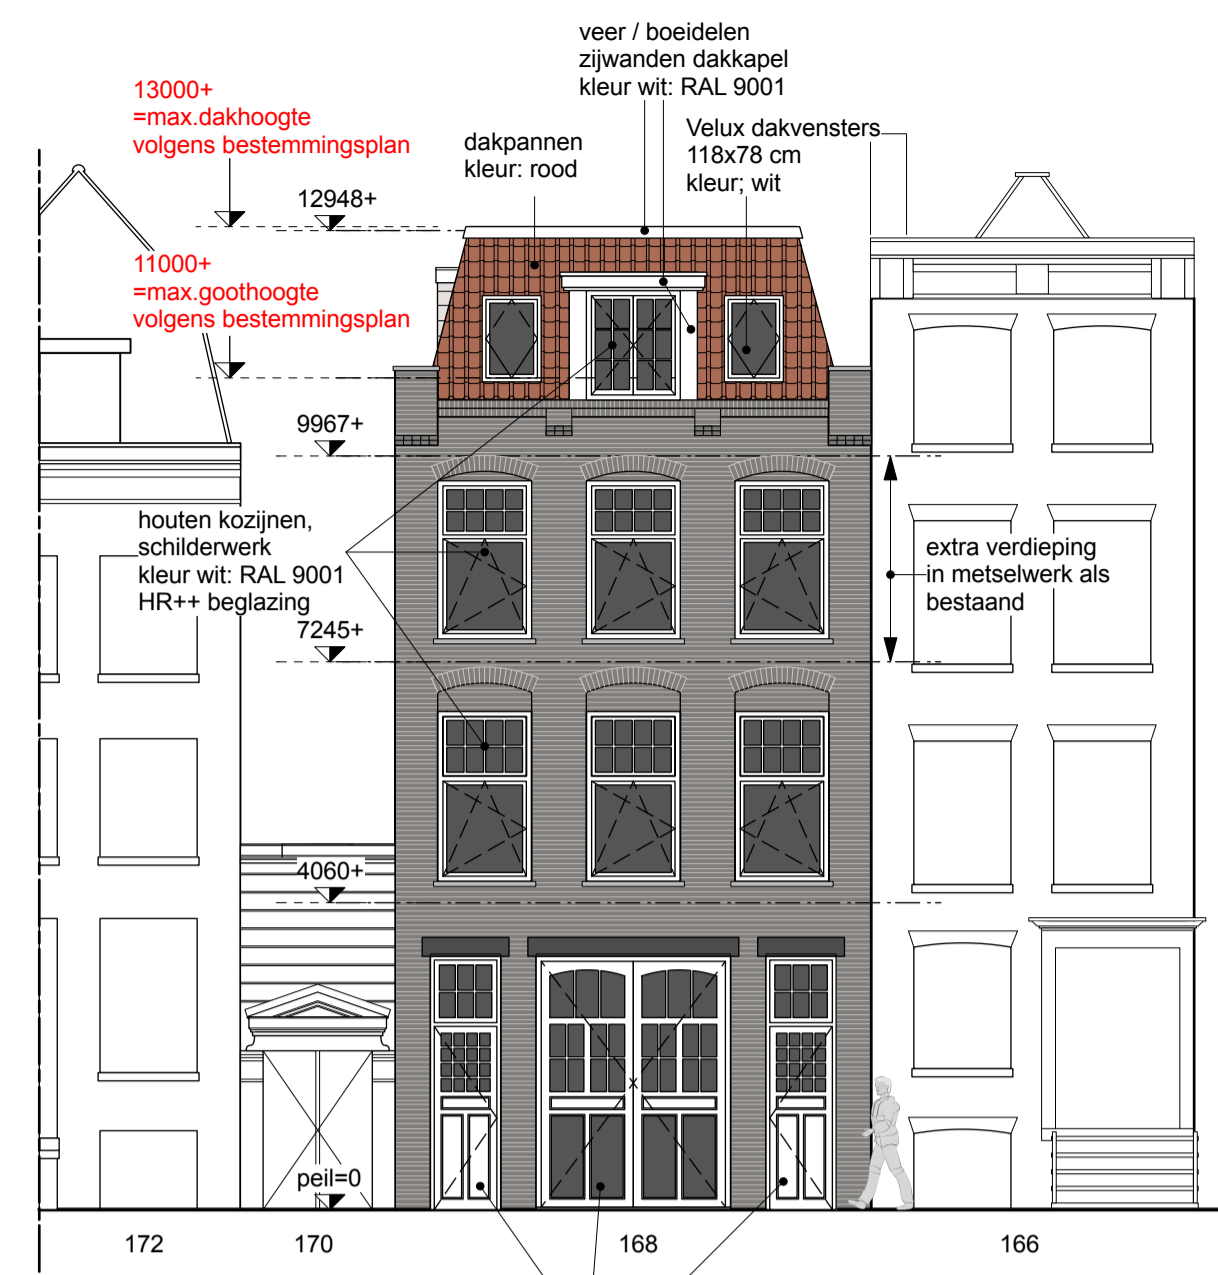 veer / boeidelen
zijwanden dakkapel
kleur wit: RAL 9001
13000+
=max.dakhoogte
volgens bestemmingsplan
dakpannen
kleur: rood
Velux dakvensters
118x78 cm
kleur; wit
12948+
11000+
=max.goothoogte
volgens bestemmingsplan
9967+
houten kozijnen,
schilderwerk
kleur wit: RAL 9001
HR++ beglazing
extra verdieping
in metselwerk als
bestaand
7245+
4060+
peil=0
172
170
168
166